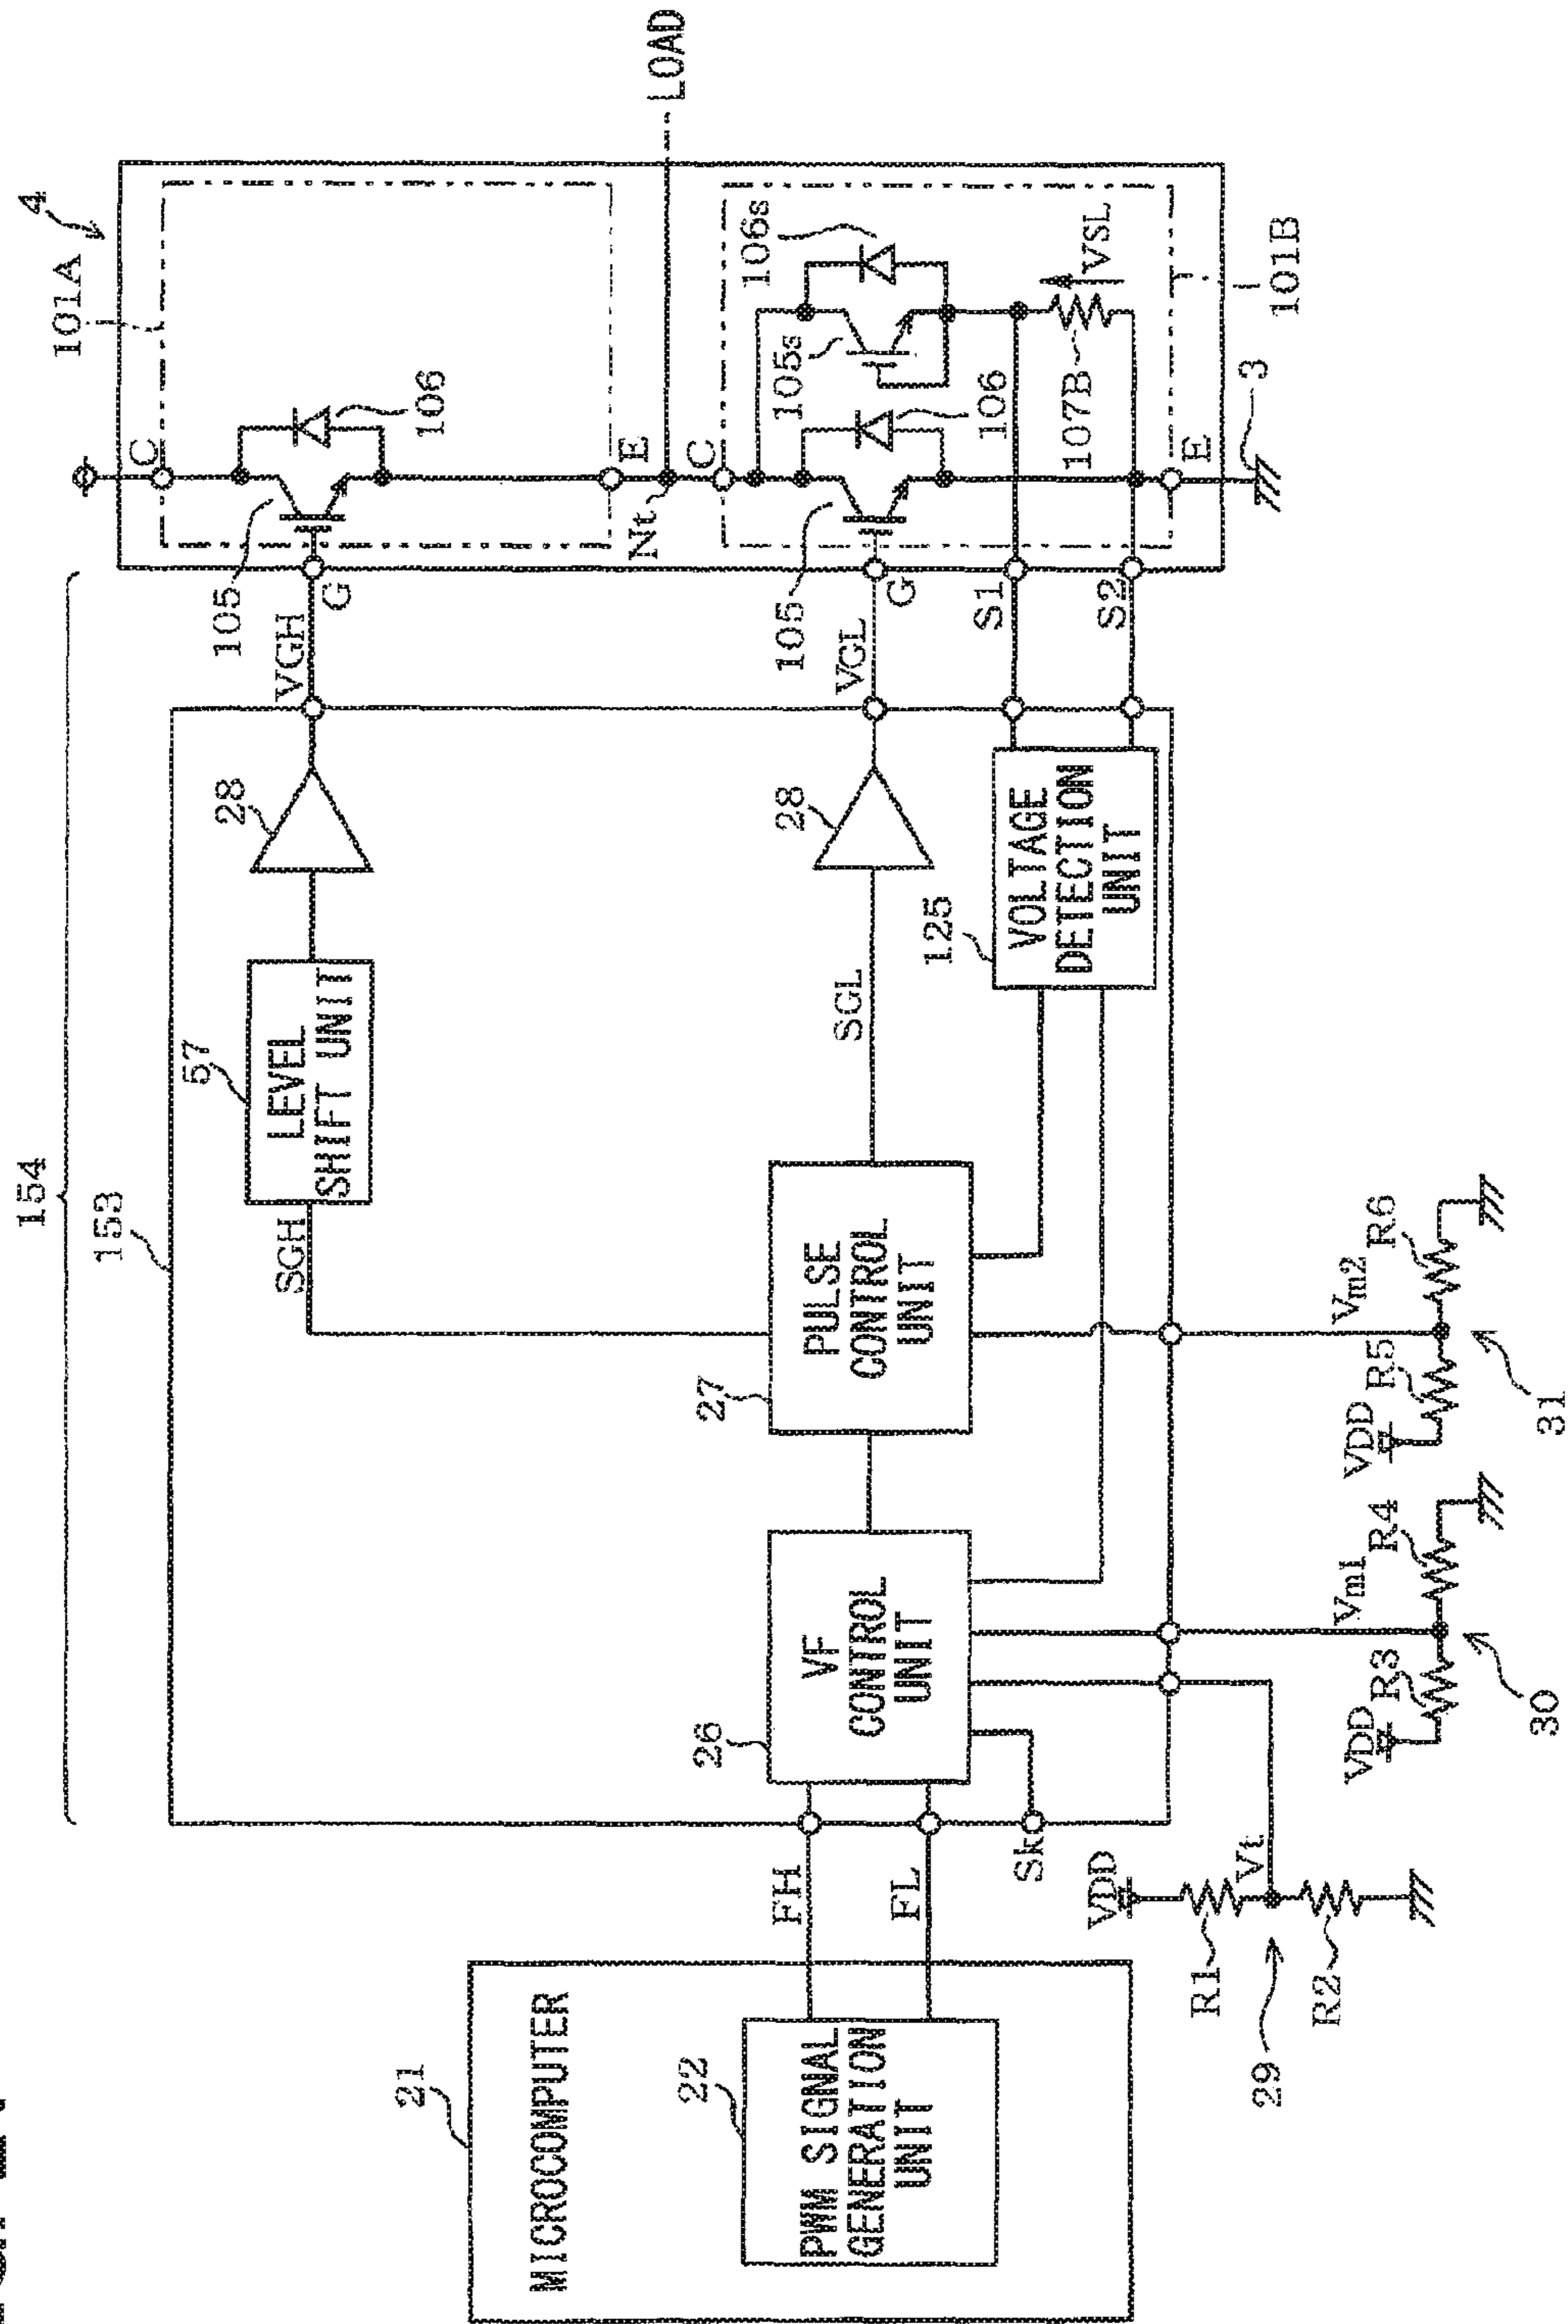 154
153
57
LEVEL
SHIFT UNIT
SGH
28
VGH
G
105
106
C
E
101A
4
Nt
LOAD
21
MICROCOMPUTER
22
PWM SIGNAL
GENERATION
UNIT
FH
FL
Sk
26
VF
CONTROL
UNIT
27
PULSE
CONTROL
UNIT
SGL
28
VGL
G
105
105s
106s
106
C
E
125
VOLTAGE
DETECTION
UNIT
S1
S2
107B
VSL
101B
3
VDD
R1
Vt
R2
29
VDD
R3
Vm1
R4
30
VDD
R5
Vm2
R6
31